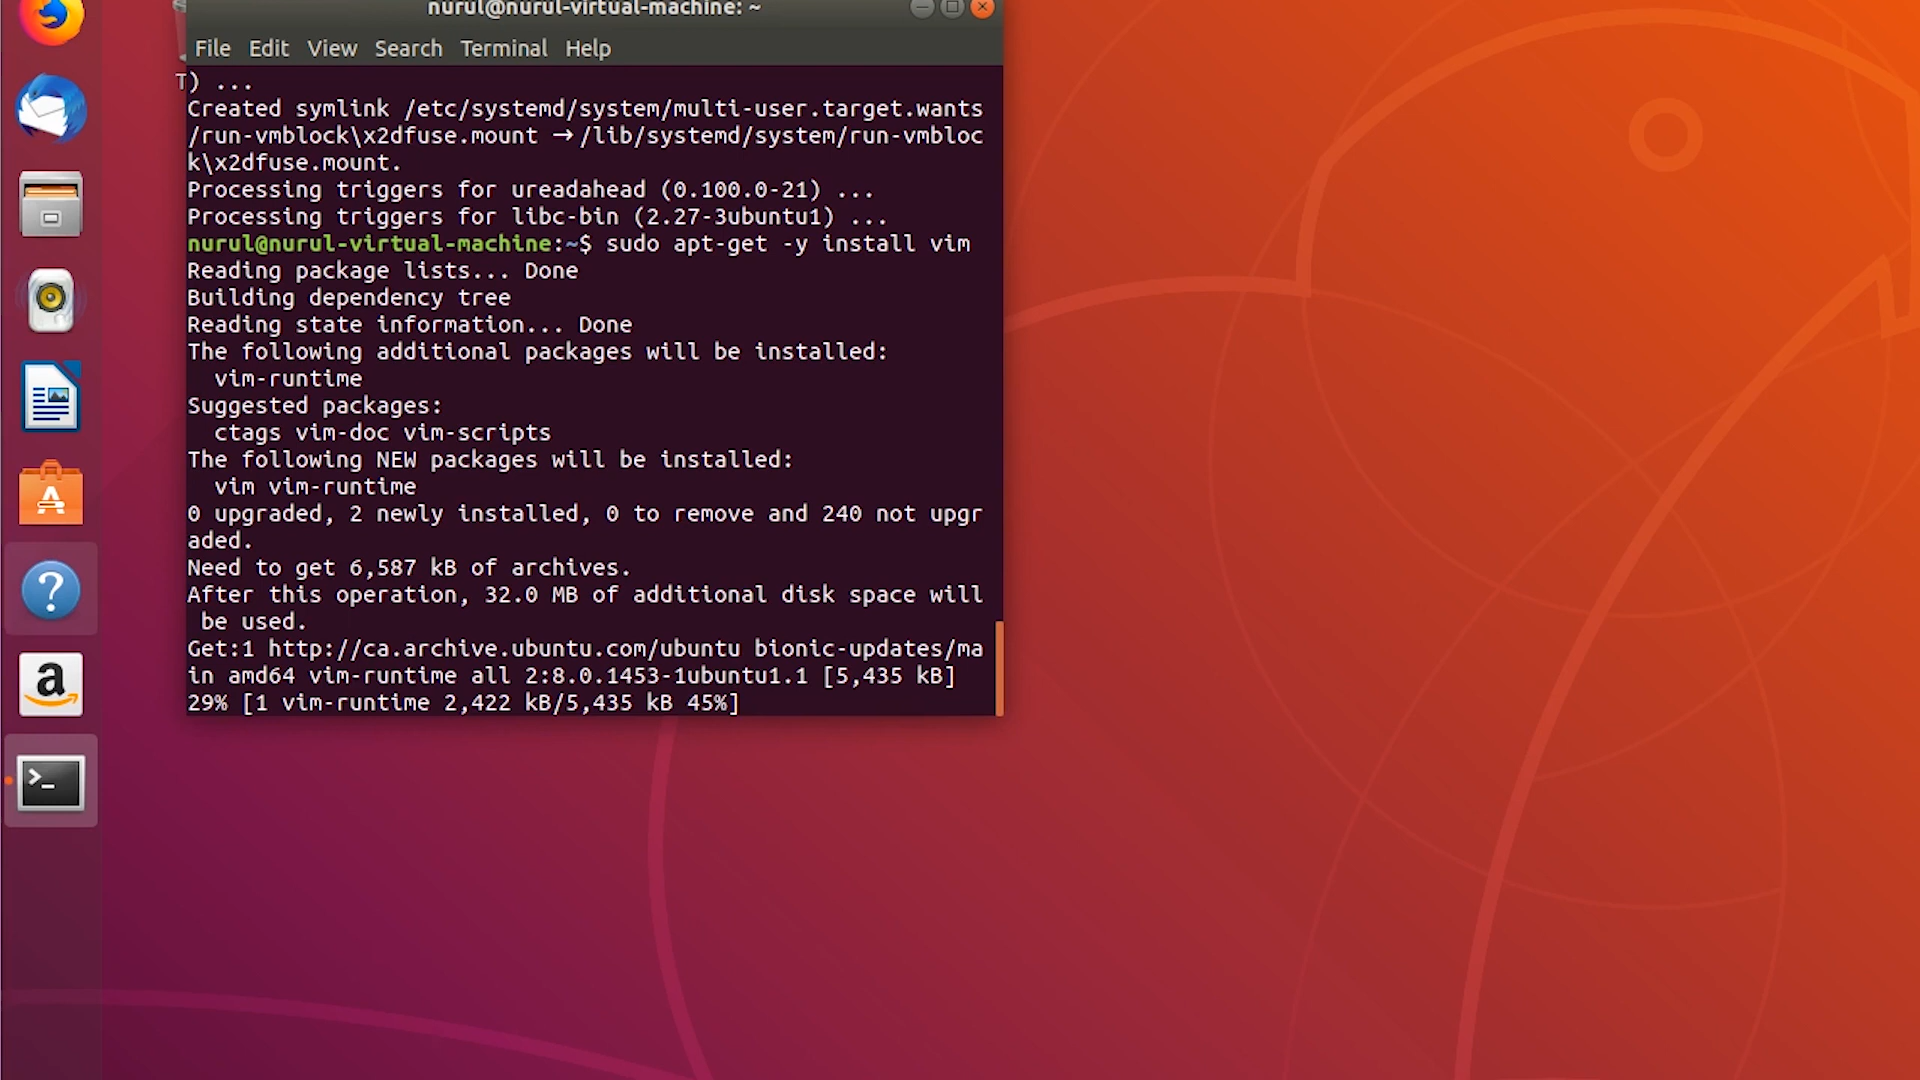 nurul@nurul-virtual-machine: ~
File Edit View Search Terminal Help
T) ...
Created symlink /etc/systemd/system/multi-user.target.wants
/run-vmblock\x2dfuse.mount → /lib/systemd/system/run-vmbloc
k\x2dfuse.mount.
Processing triggers for ureadahead (0.100.0-21) ...
Processing triggers for libc-bin (2.27-3ubuntu1) ...
nurul@nurul-virtual-machine:~$ sudo apt-get -y install vim
Reading package lists... Done
Building dependency tree
Reading state information... Done
The following additional packages will be installed:
  vim-runtime
Suggested packages:
  ctags vim-doc vim-scripts
The following NEW packages will be installed:
  vim vim-runtime
0 upgraded, 2 newly installed, 0 to remove and 240 not upgr
aded.
Need to get 6,587 kB of archives.
After this operation, 32.0 MB of additional disk space will
 be used.
Get:1 http://ca.archive.ubuntu.com/ubuntu bionic-updates/ma
in amd64 vim-runtime all 2:8.0.1453-1ubuntu1.1 [5,435 kB]
29% [1 vim-runtime 2,422 kB/5,435 kB 45%]